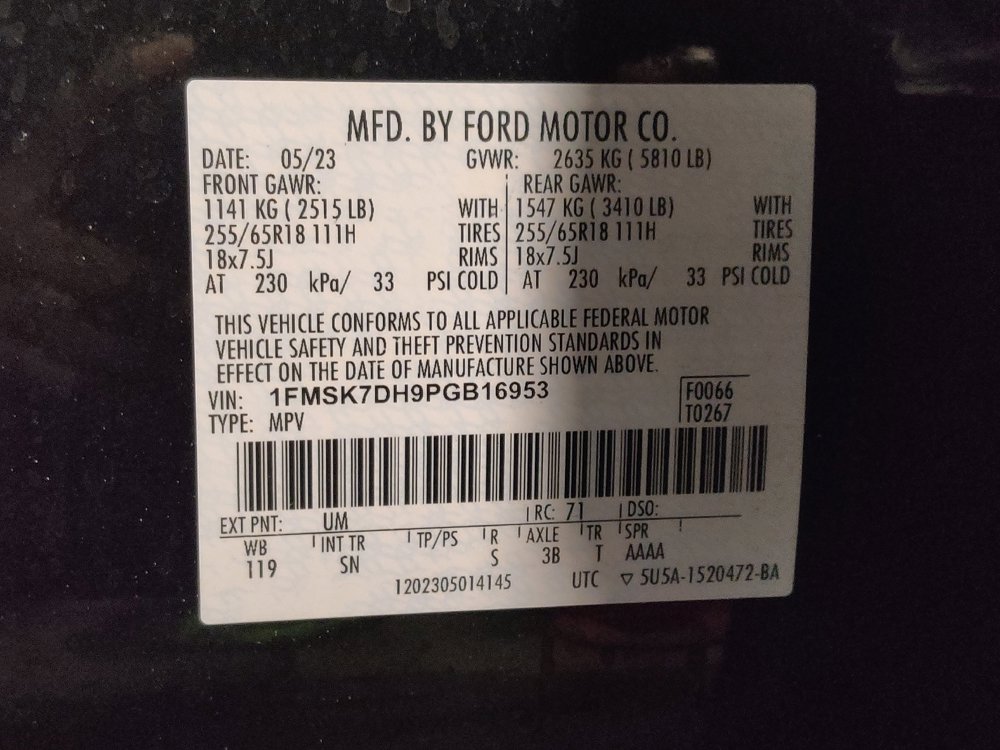 MFD. BY FORD MOTOR CO.
DATE: 05/23 GVWR: 2635 KG ( 5810 LB)
FRONT GAWR: REAR GAWR:
1141 KG ( 2515 LB) WITH 1547 KG ( 3410 LB) WITH
255/65R18 111H TIRES 255/65R18 111H TIRES
18x7.5J RIMS 18x7.5J RIMS
AT 230 kPa/ 33 PSI COLD AT 230 kPa/ 33 PSI COLD
THIS VEHICLE CONFORMS TO ALL APPLICABLE FEDERAL MOTOR
VEHICLE SAFETY AND THEFT PREVENTION STANDARDS IN
EFFECT ON THE DATE OF MANUFACTURE SHOWN ABOVE.
VIN: 1FMSK7DH9PGB16953 F0066
TYPE: MPV T0267
EXT PNT: UM RC: 71 DSO:
WB INT TR TP/PS R AXLE TR SPR
119 SN S 3B T AAAA
1202305014145 UTC ▽ 5U5A-1520472-BA